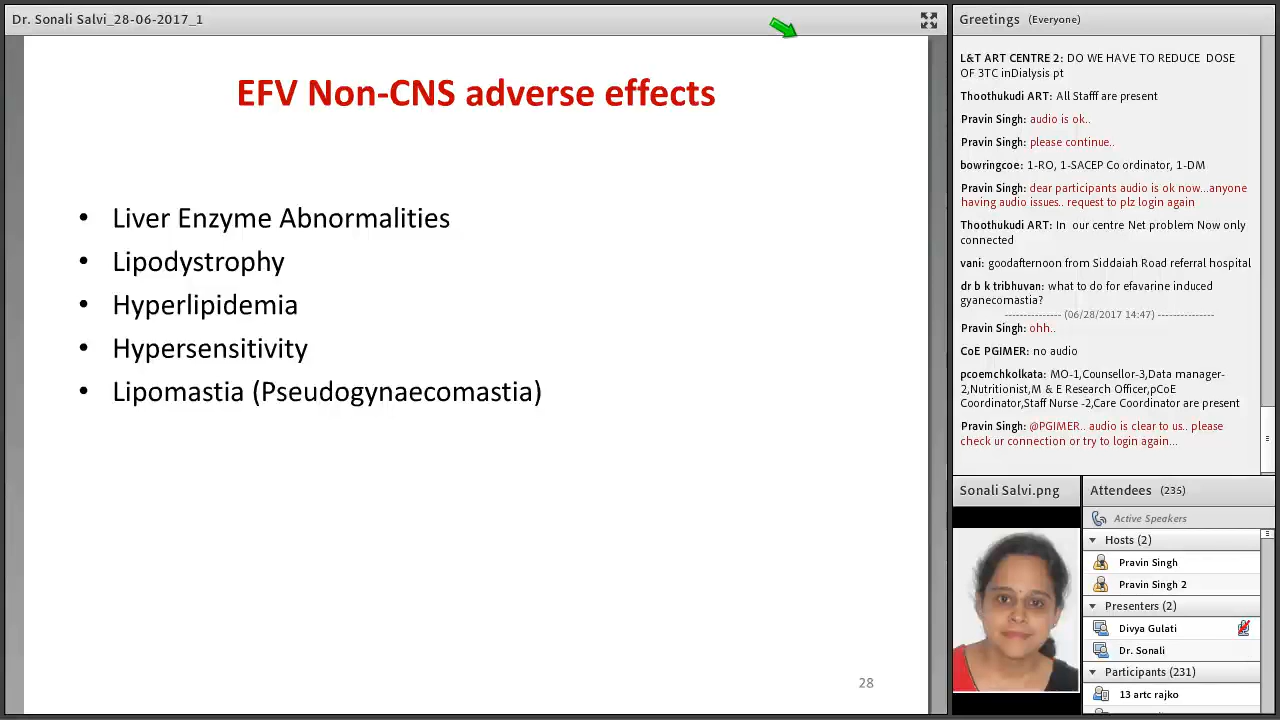 Dr. Sonali Salvi_28-06-2017_1
EFV Non-CNS adverse effects
• Liver Enzyme Abnormalities
• Lipodystrophy
• Hyperlipidemia
• Hypersensitivity
• Lipomastia (Pseudogynaecomastia)
28
Greetings (Everyone)
L&T ART CENTRE 2: DO WE HAVE TO REDUCE DOSE
OF 3TC inDialysis pt
Thoothukudi ART: All Stafff are present
Pravin Singh: audio is ok..
Pravin Singh: please continue..
bowringcoe: 1-RO, 1-SACEP Co ordinator, 1-DM
Pravin Singh: dear participants audio is ok now...anyone
having audio issues.. request to plz login again
Thoothukudi ART: In our centre Net problem Now only
connected
vani: goodafternoon from Siddaiah Road referral hospital
dr b k tribhuvan: what to do for efavarine induced
gyanecomastia?
--------------- (06/28/2017 14:47) ---------------
Pravin Singh: ohh..
CoE PGIMER: no audio
pcoemchkolkata: MO-1,Counsellor-3,Data manager-
2,Nutritionist,M & E Research Officer,pCoE
Coordinator,Staff Nurse -2,Care Coordinator are present
Pravin Singh: @PGIMER.. audio is clear to us.. please
check ur connection or try to login again...
Sonali Salvi.png
Attendees (235)
Active Speakers
Hosts (2)
Pravin Singh
Pravin Singh 2
Presenters (2)
Divya Gulati
Dr. Sonali
Participants (231)
13 artc rajko